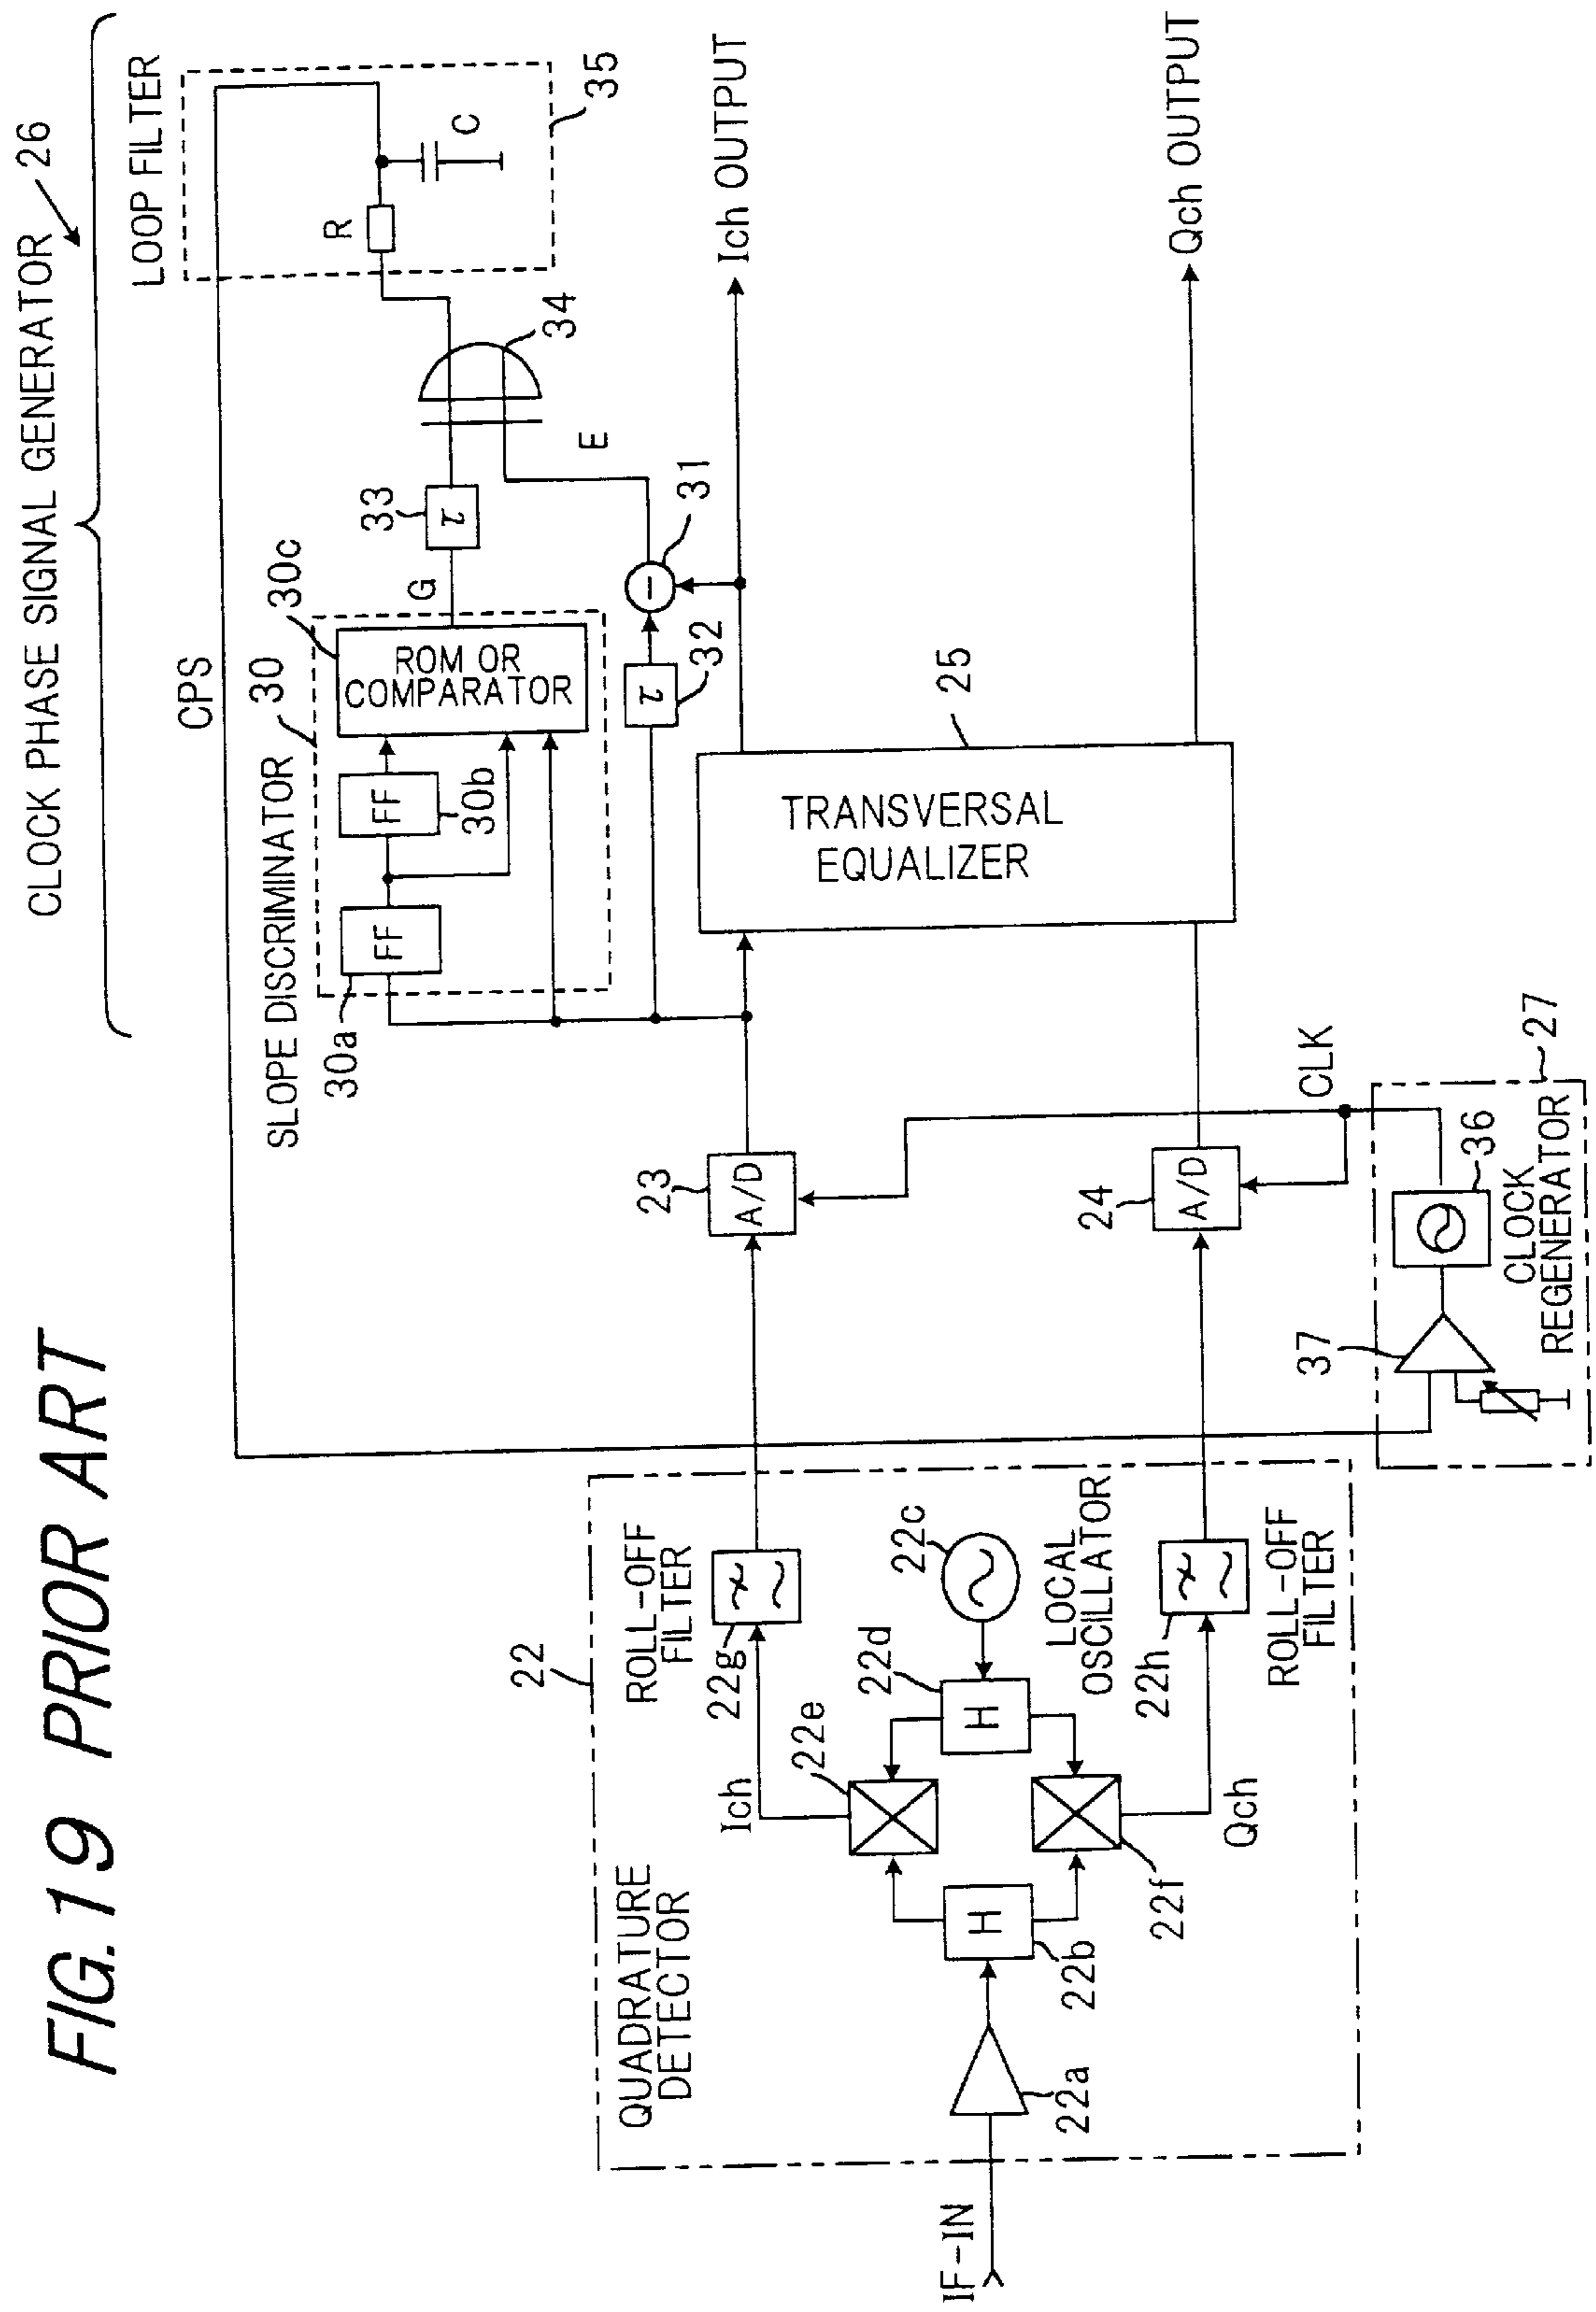 FIG. 19 PRIOR ART
CLOCK PHASE SIGNAL GENERATOR 26
CPS
LOOP FILTER
R
C
35
SLOPE DISCRIMINATOR
30
30a
FF
FF
30b
30c
ROM OR
COMPARATOR
G
33
τ
34
E
32
τ
31
−
Ich OUTPUT
Qch OUTPUT
TRANSVERSAL
EQUALIZER
25
23
A/D
24
A/D
CLK
27
36
37
CLOCK
REGENERATOR
22
QUADRATURE
DETECTOR
ROLL-OFF
FILTER
22g
Ich
22e
22d
H
22c
LOCAL
OSCILLATOR
22h
ROLL-OFF
FILTER
Qch
22f
H
22b
22a
IF-IN